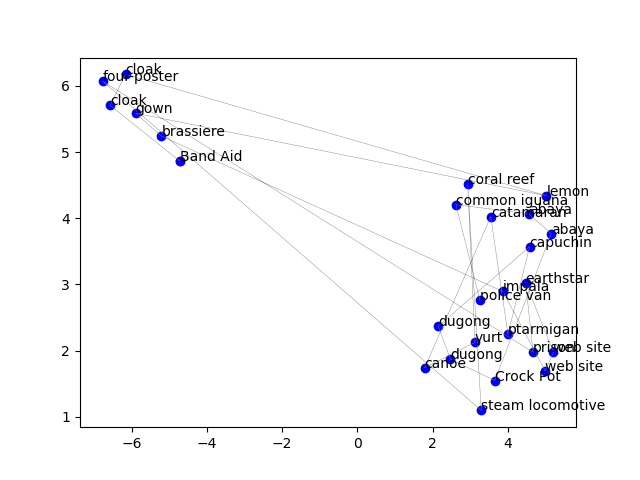 cloak
four-poster
cloak
gown
brassiere
Band Aid
coral reef
lemon
common iguana
abaya
catamaran
abaya
capuchin
earthstar
impala
police van
dugong
ptarmigan
yurt
prison
web site
dugong
canoe
web site
Crock Pot
steam locomotive
6
5
4
3
2
1
−6 −4 −2 0 2 4